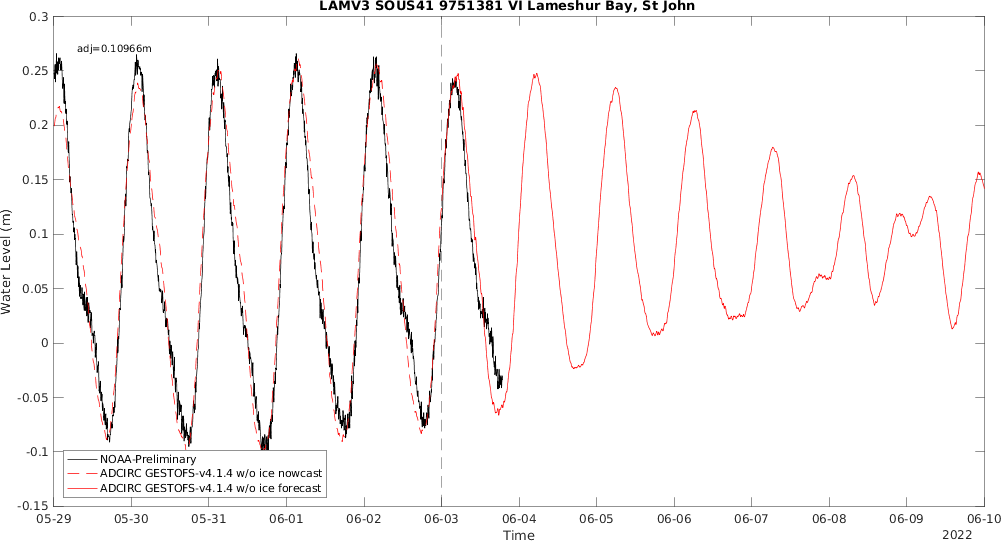 LAMV3 SOUS41 9751381 VI Lameshur Bay, St John
0.3
adj=0.10966m
0.25
0.2
0.15
0.1
0.05
0
-0.05
-0.1
-0.15
Water Level (m)
NOAA-Preliminary
ADCIRC GESTOFS-v4.1.4 w/o ice nowcast
ADCIRC GESTOFS-v4.1.4 w/o ice forecast
05-29 05-30 05-31 06-01 06-02 06-03 06-04 06-05 06-06 06-07 06-08 06-09 06-10
Time
2022